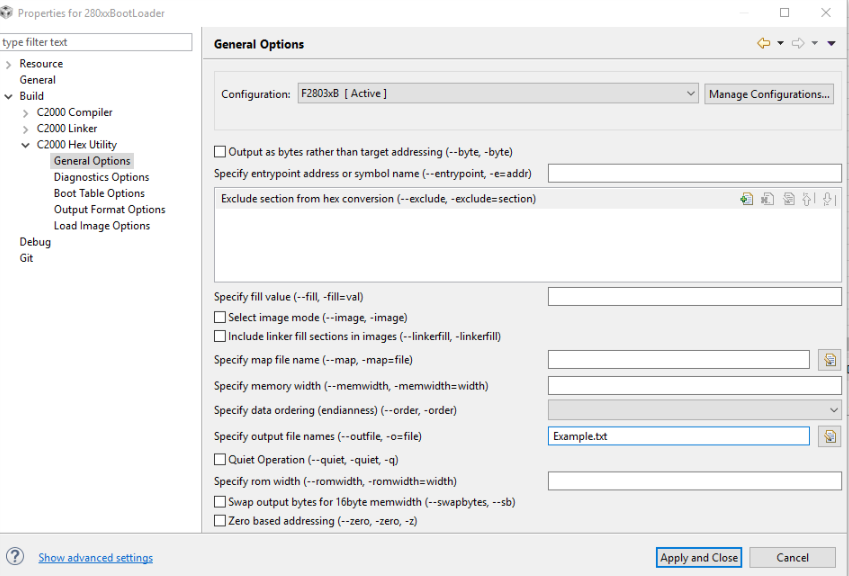 Properties for 280xxBootLoader
type filter text
Resource
General
Build
C2000 Compiler
C2000 Linker
C2000 Hex Utility
General Options
Diagnostics Options
Boot Table Options
Output Format Options
Load Image Options
Debug
Git
General Options
Configuration: F2803xB [ Active ] Manage Configurations...
Output as bytes rather than target addressing (--byte, -byte)
Specify entrypoint address or symbol name (--entrypoint, -e=addr)
Exclude section from hex conversion (--exclude, -exclude=section)
Specify fill value (--fill, -fill=val)
Select image mode (--image, -image)
Include linker fill sections in images (--linkerfill, -linkerfill)
Specify map file name (--map, -map=file)
Specify memory width (--memwidth, -memwidth=width)
Specify data ordering (endianness) (--order, -order)
Specify output file names (--outfile, -o=file) Example.txt
Quiet Operation (--quiet, -quiet, -q)
Specify rom width (--romwidth, -romwidth=width)
Swap output bytes for 16byte memwidth (--swapbytes, --sb)
Zero based addressing (--zero, -zero, -z)
? Show advanced settings Apply and Close Cancel